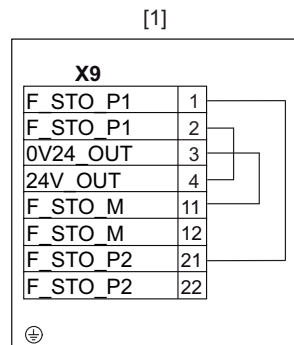 [1]
X9
F_STO_P1 1
F_STO_P1 2
0V24_OUT 3
24V_OUT 4
F_STO_M 11
F_STO_M 12
F_STO_P2 21
F_STO_P2 22